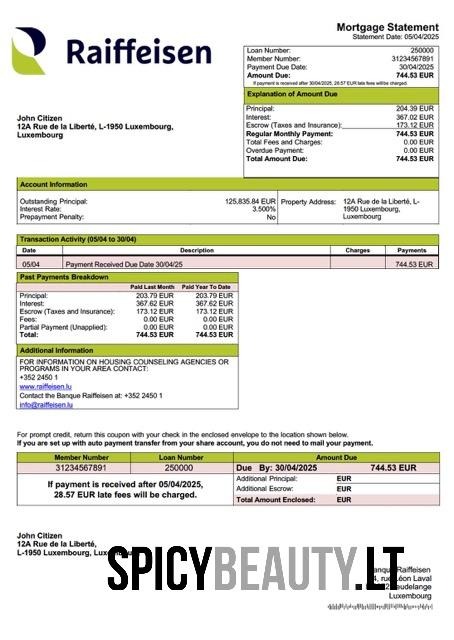 Mortgage Statement
Statement Date: 05/04/2025
Raiffeisen
Loan Number: 250000
Member Number: 31234567891
Payment Due Date: 30/04/2025
Amount Due: 744.53 EUR
If payment is received after 30/04/2025, 28.57 EUR late fees will be charged.
Explanation of Amount Due
Principal: 204.39 EUR
Interest: 367.02 EUR
Escrow (Taxes and Insurance): 173.12 EUR
Regular Monthly Payment: 744.53 EUR
Total Fees and Charges: 0.00 EUR
Overdue Payment: 0.00 EUR
Total Amount Due: 744.53 EUR
John Citizen
12A Rue de la Liberté, L-1950 Luxembourg,
Luxembourg
Account Information
Outstanding Principal: 125,835.84 EUR
Interest Rate: 3.500%
Prepayment Penalty: No
Property Address: 12A Rue de la Liberté, L-
1950 Luxembourg,
Luxembourg
Transaction Activity (05/04 to 30/04)
Date Description Charges Payments
05/04 Payment Received Due Date 30/04/25 744.53 EUR
Past Payments Breakdown
Paid Last Month Paid Year To Date
Principal: 203.79 EUR 203.79 EUR
Interest: 367.62 EUR 367.62 EUR
Escrow (Taxes and Insurance): 173.12 EUR 173.12 EUR
Fees: 0.00 EUR 0.00 EUR
Partial Payment (Unapplied): 0.00 EUR 0.00 EUR
Total: 744.53 EUR 744.53 EUR
Additional Information
FOR INFORMATION ON HOUSING COUNSELING AGENCIES OR
PROGRAMS IN YOUR AREA CONTACT:
+352 2450 1
www.raiffeisen.lu
Contact the Banque Raiffeisen at: +352 2450 1
info@raiffeisen.lu
For prompt credit, return this coupon with your check in the enclosed envelope to the location shown below.
If you are set up with auto payment transfer from your share account, you do not need to mail your payment.
Member Number Loan Number Amount Due
31234567891 250000 Due By: 30/04/2025 744.53 EUR
If payment is received after 05/04/2025,
28.57 EUR late fees will be charged.
Additional Principal: EUR
Additional Escrow: EUR
Total Amount Enclosed: EUR
John Citizen
12A Rue de la Liberté,
L-1950 Luxembourg,
SPICYBEAUTY.LT
Raiffeisen
rue Léon Laval
Luxembourg